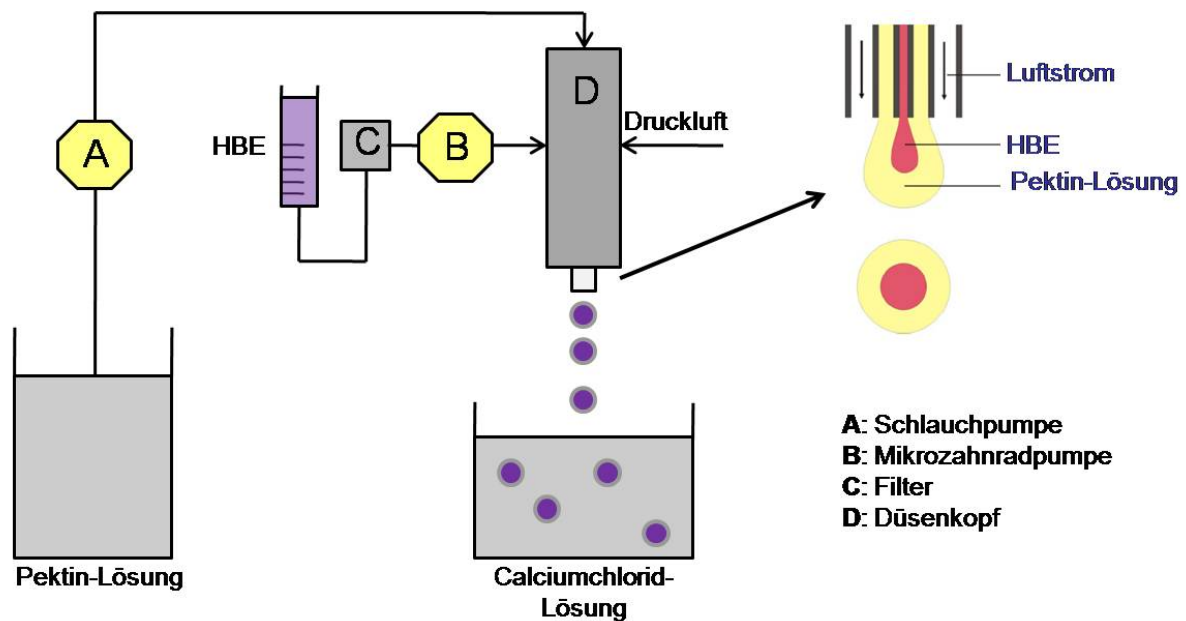 A
HBE
C
B
D
Druckluft
Pektin-Lösung
Calciumchlorid-
Lösung
Luftstrom
HBE
Pektin-Lösung
A: Schlauchpumpe
B: Mikrozahnradpumpe
C: Filter
D: Düsenkopf